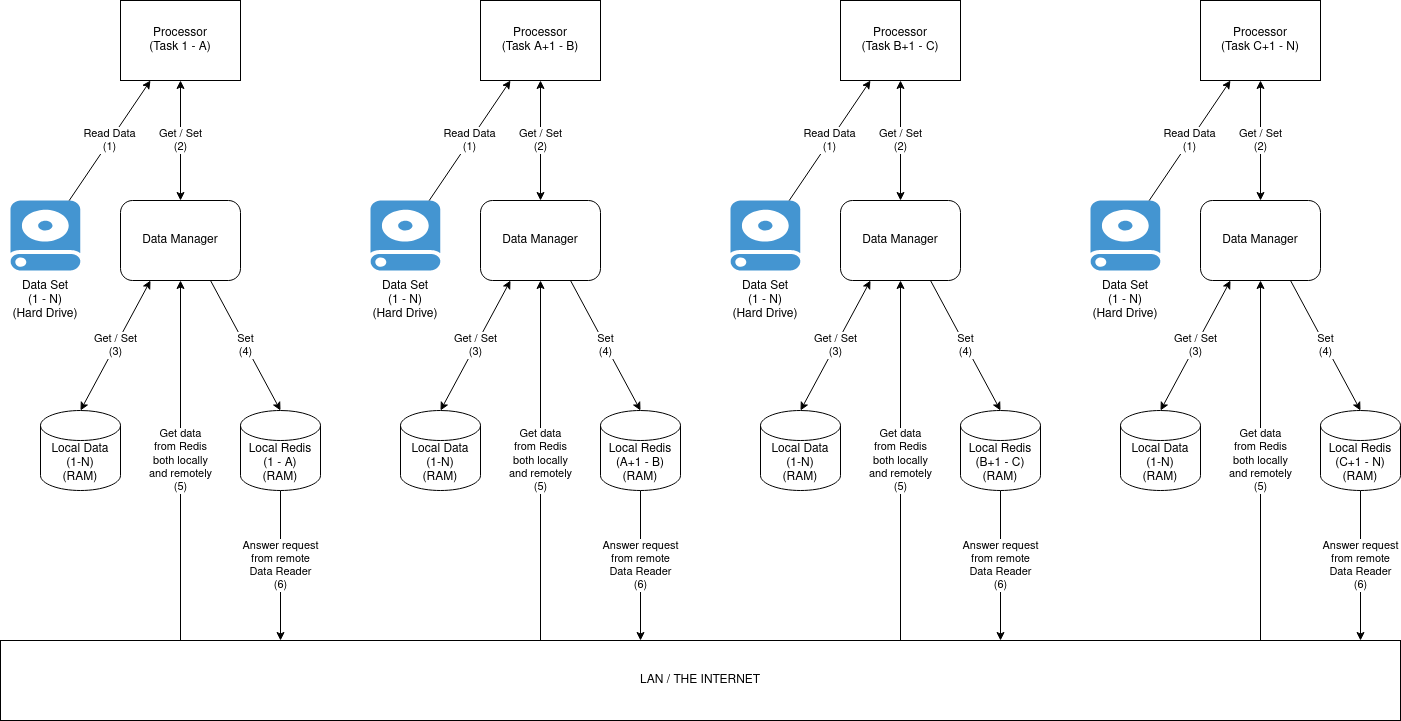 Processor
(Task 1 - A)
Processor
(Task A+1 - B)
Processor
(Task B+1 - C)
Processor
(Task C+1 - N)
Read Data
(1)
Get / Set
(2)
Read Data
(1)
Get / Set
(2)
Read Data
(1)
Get / Set
(2)
Read Data
(1)
Get / Set
(2)
Data Manager
Data Manager
Data Manager
Data Manager
Data Set
(1 - N)
(Hard Drive)
Data Set
(1 - N)
(Hard Drive)
Data Set
(1 - N)
(Hard Drive)
Data Set
(1 - N)
(Hard Drive)
Get / Set
(3)
Set
(4)
Get / Set
(3)
Set
(4)
Get / Set
(3)
Set
(4)
Get / Set
(3)
Set
(4)
Local Data
(1-N)
(RAM)
Get data
from Redis
both locally
and remotely
(5)
Local Redis
(1 - A)
(RAM)
Local Data
(1-N)
(RAM)
Get data
from Redis
both locally
and remotely
(5)
Local Redis
(A+1 - B)
(RAM)
Local Data
(1-N)
(RAM)
Get data
from Redis
both locally
and remotely
(5)
Local Redis
(B+1 - C)
(RAM)
Local Data
(1-N)
(RAM)
Get data
from Redis
both locally
and remotely
(5)
Local Redis
(C+1 - N)
(RAM)
Answer request
from remote
Data Reader
(6)
Answer request
from remote
Data Reader
(6)
Answer request
from remote
Data Reader
(6)
Answer request
from remote
Data Reader
(6)
LAN / THE INTERNET